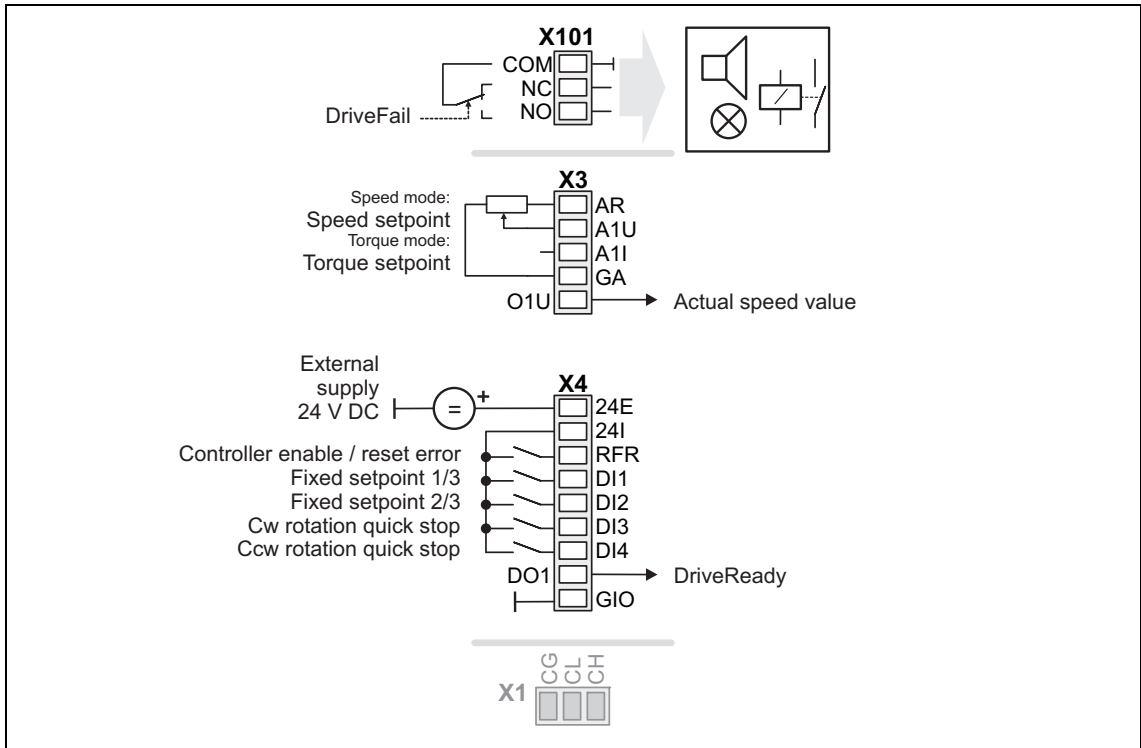 X101
COM
NC
NO
DriveFail
X3
Speed mode:
Speed setpoint
Torque mode:
Torque setpoint
AR
A1U
A1I
GA
O1U
Actual speed value
External
supply
24 V DC
=
+
X4
24E
24I
Controller enable / reset error
RFR
Fixed setpoint 1/3
DI1
Fixed setpoint 2/3
DI2
Cw rotation quick stop
DI3
Ccw rotation quick stop
DI4
DO1
DriveReady
GIO
X1
CG
CL
CH